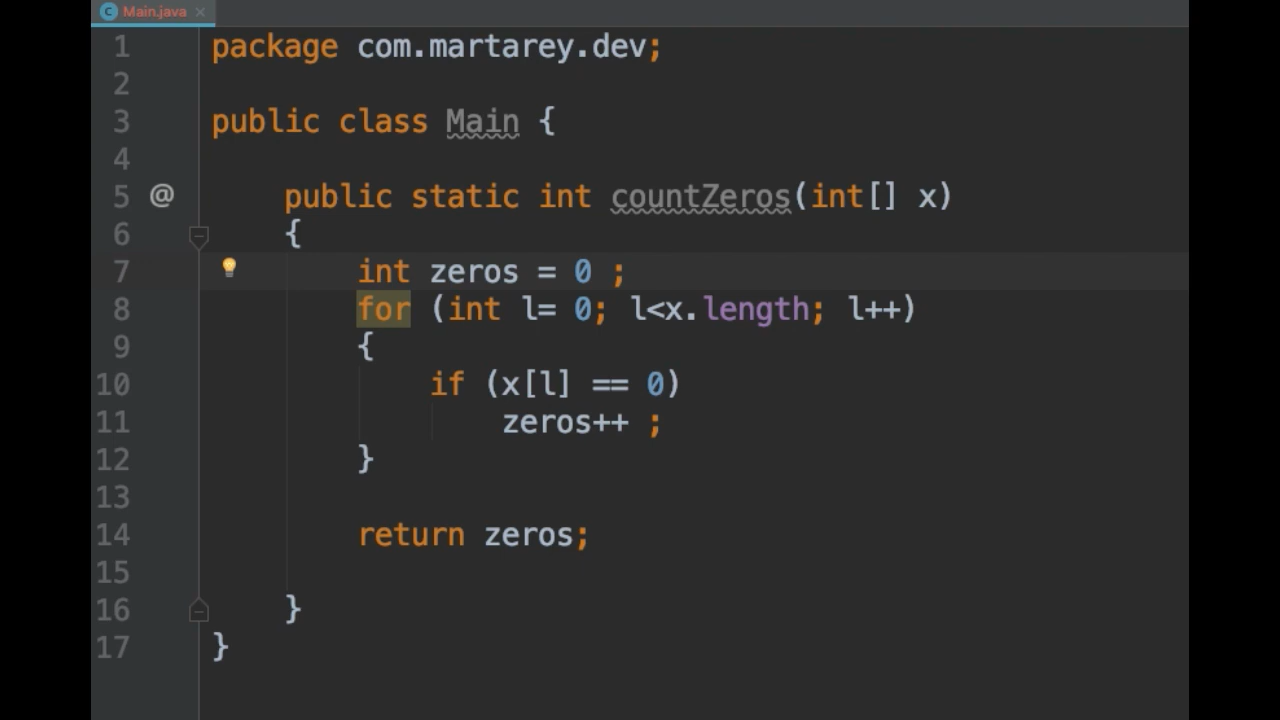 Main.java
1 package com.martarey.dev;
2
3 public class Main {
4
5 @ public static int countZeros(int[] x)
6 {
7 int zeros = 0 ;
8 for (int l= 0; l<x.length; l++)
9 {
10 if (x[l] == 0)
11 zeros++ ;
12 }
13
14 return zeros;
15
16 }
17 }